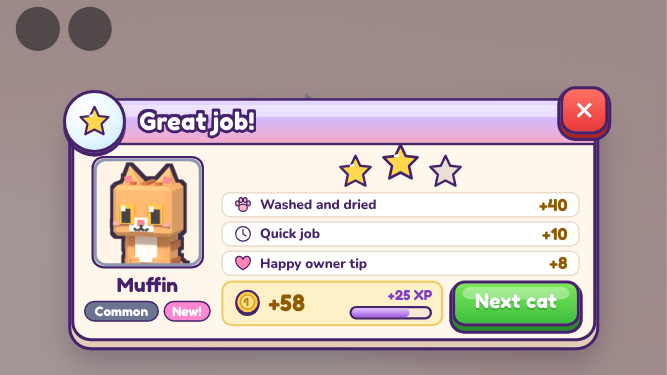 Great job!
Washed and dried +40
Quick job +10
Happy owner tip +8
Muffin
Common New!
1 +58 +25 XP
Next cat